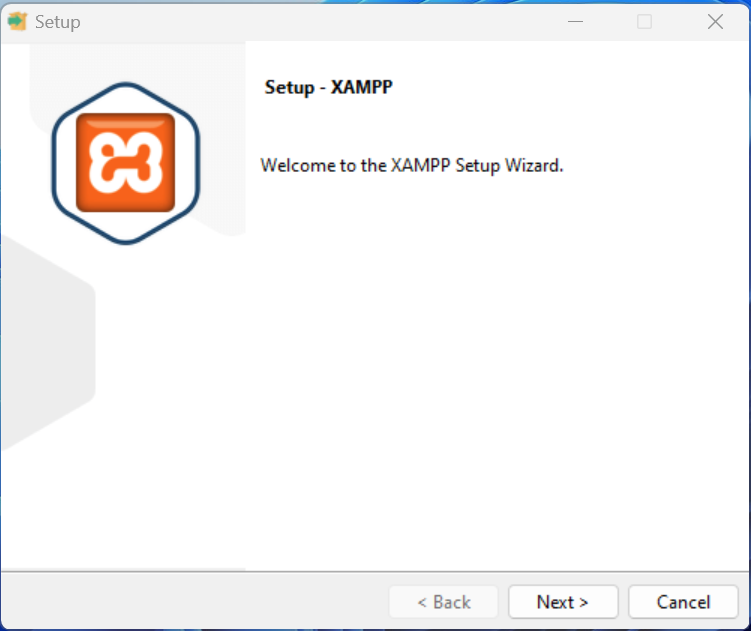 Setup
Setup - XAMPP
Welcome to the XAMPP Setup Wizard.
< Back
Next >
Cancel